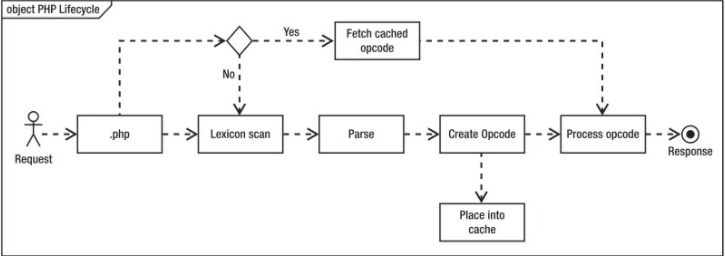 object PHP Lifecycle
Yes
Fetch cached
opcode
No
.php
Lexicon scan
Parse
Create Opcode
Process opcode
Request
Response
Place into
cache